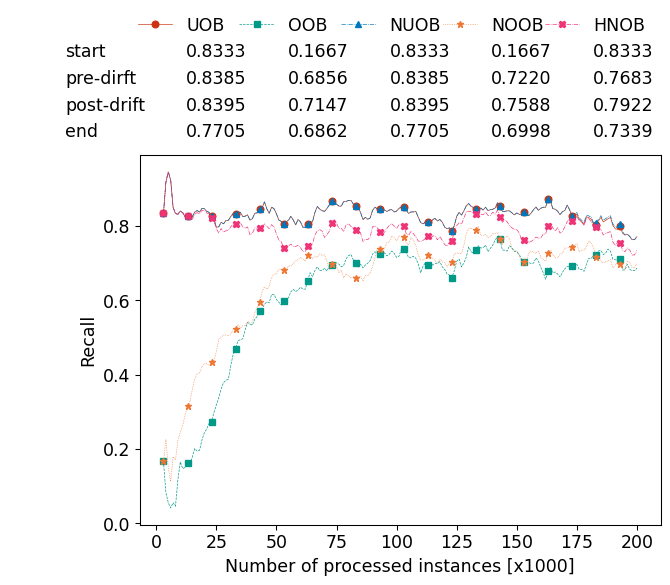 UOB OOB NUOB NOOB HNOB
start 0.8333 0.1667 0.8333 0.1667 0.8333
pre-dirft 0.8385 0.6856 0.8385 0.7220 0.7683
post-drift 0.8395 0.7147 0.8395 0.7588 0.7922
end 0.7705 0.6862 0.7705 0.6998 0.7339
0.8
0.6
0.4
0.2
0.0
Recall
0 25 50 75 100 125 150 175 200
Number of processed instances [x1000]